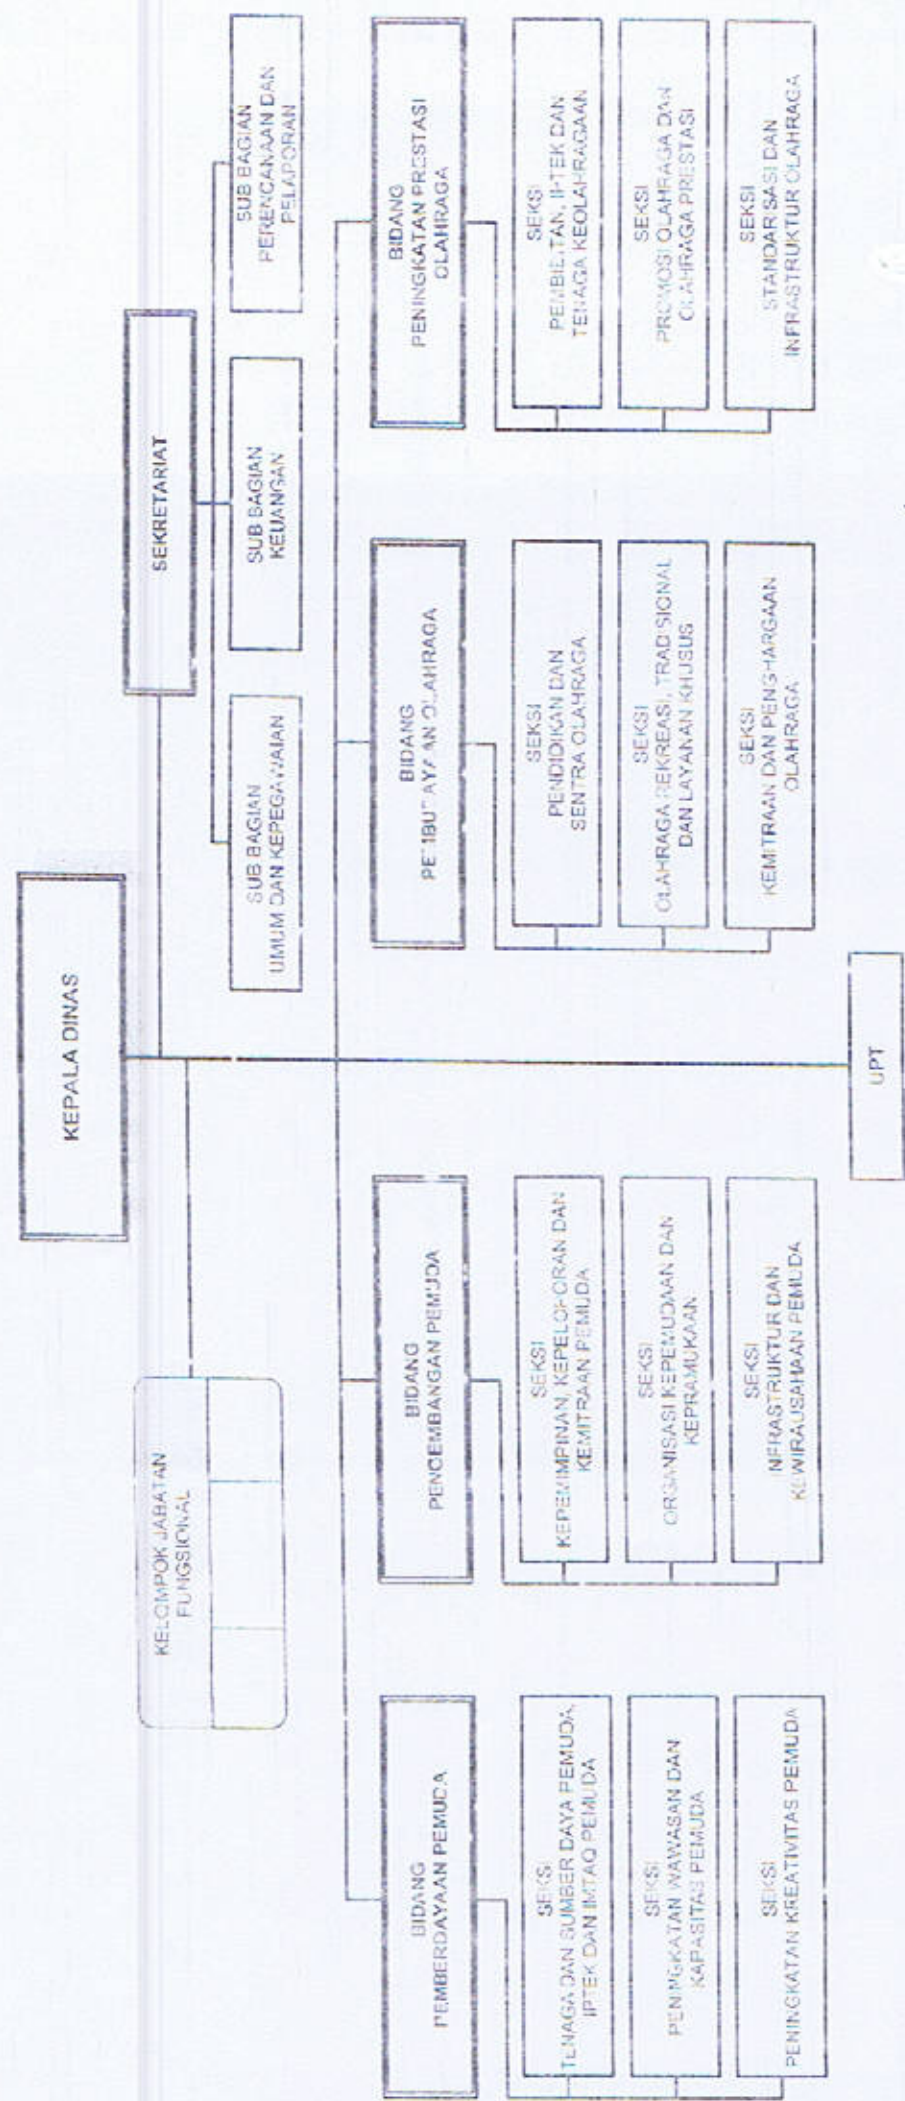 KEPALA DINAS
KELOMPOK JABATAN
FUNGSIONAL
SEKRETARIAT
SUB BAGIAN
UMUM DAN KEPEGAWAIAN
SUB BAGIAN
KEUANGAN
SUB BAGIAN
PERENCANAAN DAN
PELAPORAN
BIDANG
PEMBERDAYAAN PEMUDA
SEKSI
TENAGA DAN SUMBER DAYA PEMUDA,
IPTEK DAN IMTAQ PEMUDA
SEKSI
PENINGKATAN WAWASAN DAN
KAPASITAS PEMUDA
SEKSI
PENINGKATAN KREATIVITAS PEMUDA
BIDANG
PENGEMBANGAN PEMUDA
SEKSI
KEPEMIMPINAN, KEPELOPORAN DAN
KEMITRAAN PEMUDA
SEKSI
ORGANISASI KEPEMUDAAN DAN
KEPRAMUKAAN
SEKSI
INFRASTRUKTUR DAN
KEWIRAUSAHAAN PEMUDA
BIDANG
PEMBUDAYAAN OLAHRAGA
SEKSI
PENDIDIKAN DAN
SENTRA OLAHRAGA
SEKSI
OLAHRAGA REKREASI, TRADISIONAL
DAN LAYANAN KHUSUS
SEKSI
KEMITRAAN DAN PENGHARGAAN
OLAHRAGA
BIDANG
PENINGKATAN PRESTASI
OLAHRAGA
SEKSI
PEMBIBITAN, IPTEK DAN
TENAGA KEOLAHRAGAAN
SEKSI
PROMOSI OLAHRAGA DAN
OLAHRAGA PRESTASI
SEKSI
STANDARISASI DAN
INFRASTRUKTUR OLAHRAGA
UPT